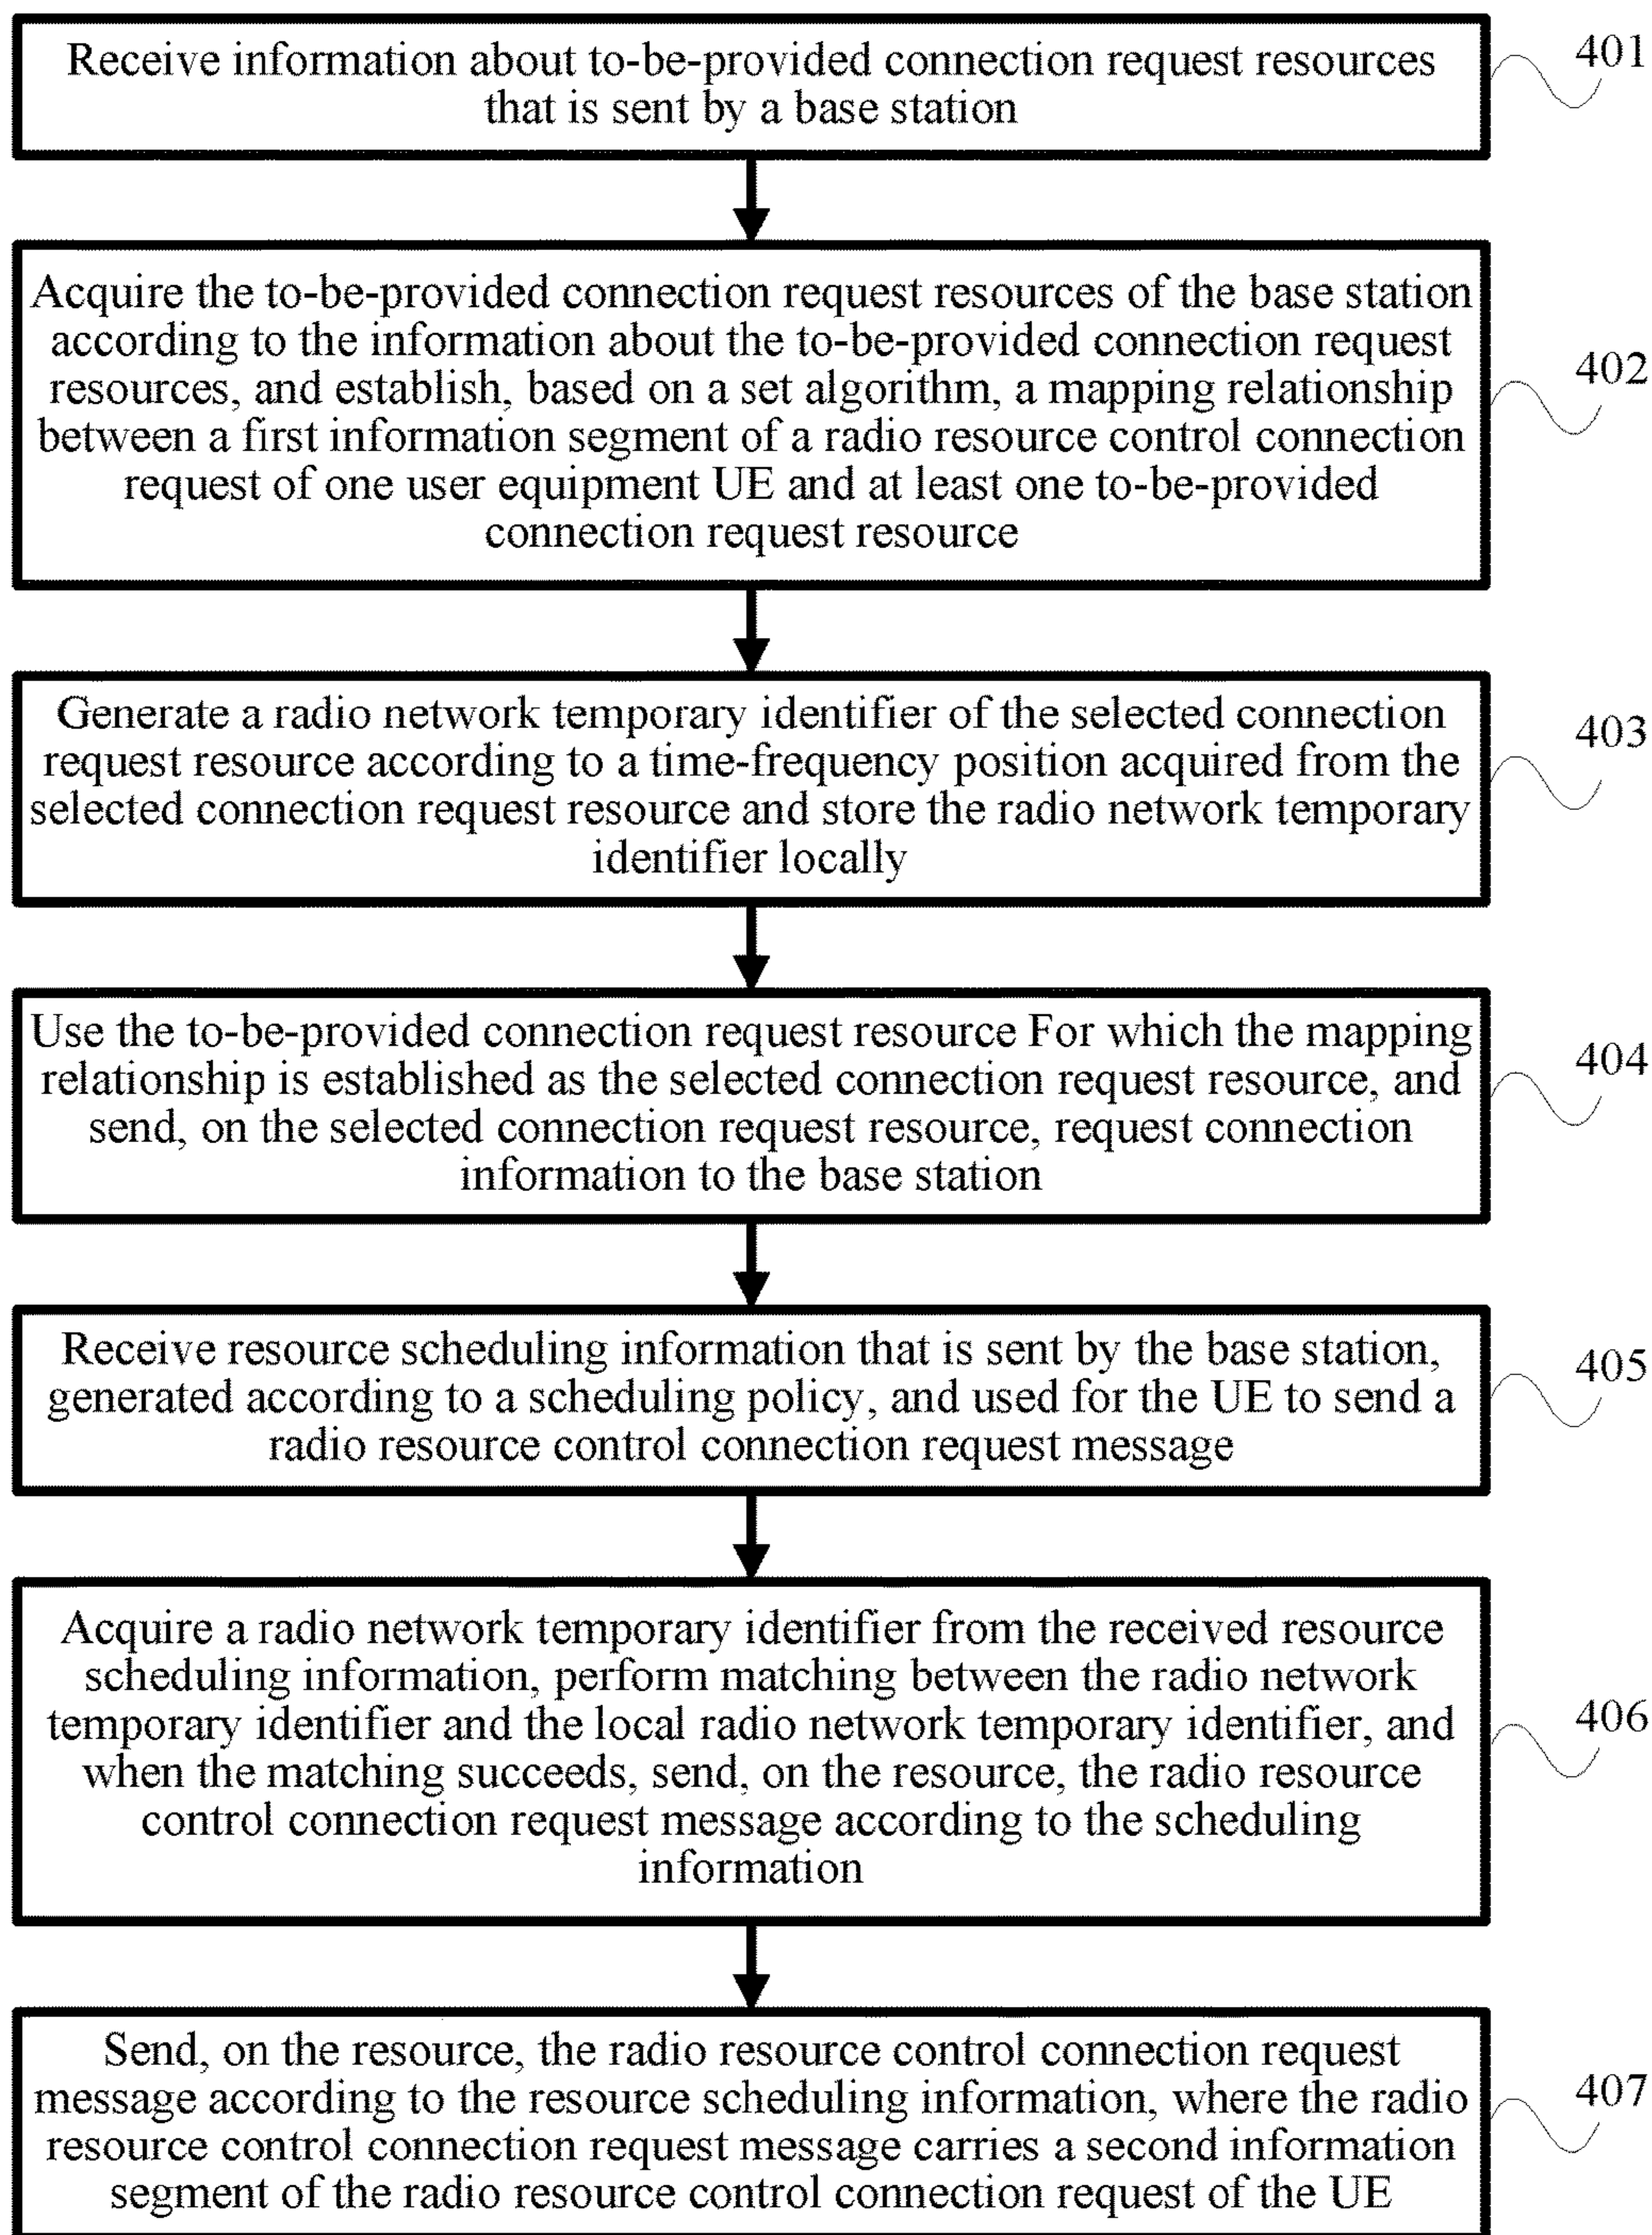 Receive information about to-be-provided connection request resources
that is sent by a base station
401
Acquire the to-be-provided connection request resources of the base station
according to the information about the to-be-provided connection request
resources, and establish, based on a set algorithm, a mapping relationship
between a first information segment of a radio resource control connection
request of one user equipment UE and at least one to-be-provided
connection request resource
402
Generate a radio network temporary identifier of the selected connection
request resource according to a time-frequency position acquired from the
selected connection request resource and store the radio network temporary
identifier locally
403
Use the to-be-provided connection request resource For which the mapping
relationship is established as the selected connection request resource, and
send, on the selected connection request resource, request connection
information to the base station
404
Receive resource scheduling information that is sent by the base station,
generated according to a scheduling policy, and used for the UE to send a
radio resource control connection request message
405
Acquire a radio network temporary identifier from the received resource
scheduling information, perform matching between the radio network
temporary identifier and the local radio network temporary identifier, and
when the matching succeeds, send, on the resource, the radio resource
control connection request message according to the scheduling
information
406
Send, on the resource, the radio resource control connection request
message according to the resource scheduling information, where the radio
resource control connection request message carries a second information
segment of the radio resource control connection request of the UE
407